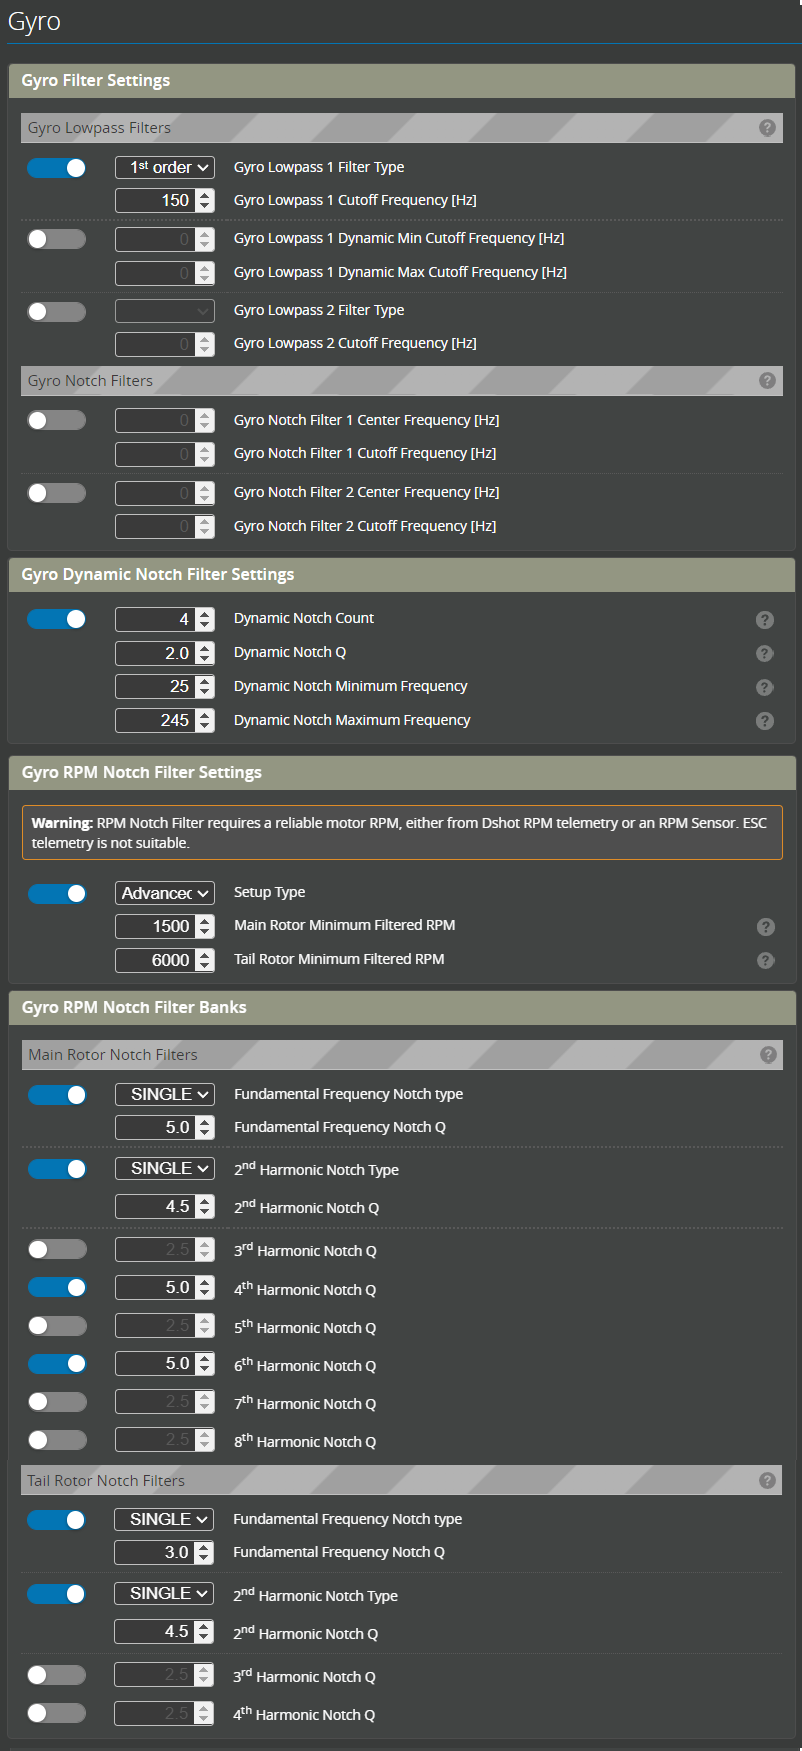 Gyro
Gyro Filter Settings
Gyro Lowpass Filters ?
1st order Gyro Lowpass 1 Filter Type
150 Gyro Lowpass 1 Cutoff Frequency [Hz]
0 Gyro Lowpass 1 Dynamic Min Cutoff Frequency [Hz]
0 Gyro Lowpass 1 Dynamic Max Cutoff Frequency [Hz]
Gyro Lowpass 2 Filter Type
0 Gyro Lowpass 2 Cutoff Frequency [Hz]
Gyro Notch Filters ?
0 Gyro Notch Filter 1 Center Frequency [Hz]
0 Gyro Notch Filter 1 Cutoff Frequency [Hz]
0 Gyro Notch Filter 2 Center Frequency [Hz]
0 Gyro Notch Filter 2 Cutoff Frequency [Hz]
Gyro Dynamic Notch Filter Settings
4 Dynamic Notch Count ?
2.0 Dynamic Notch Q ?
25 Dynamic Notch Minimum Frequency ?
245 Dynamic Notch Maximum Frequency ?
Gyro RPM Notch Filter Settings
Warning: RPM Notch Filter requires a reliable motor RPM, either from Dshot RPM telemetry or an RPM Sensor. ESC
telemetry is not suitable.
Advanced Setup Type
1500 Main Rotor Minimum Filtered RPM ?
6000 Tail Rotor Minimum Filtered RPM ?
Gyro RPM Notch Filter Banks
Main Rotor Notch Filters ?
SINGLE Fundamental Frequency Notch type
5.0 Fundamental Frequency Notch Q
SINGLE 2nd Harmonic Notch Type
4.5 2nd Harmonic Notch Q
2.5 3rd Harmonic Notch Q
5.0 4th Harmonic Notch Q
2.5 5th Harmonic Notch Q
5.0 6th Harmonic Notch Q
2.5 7th Harmonic Notch Q
2.5 8th Harmonic Notch Q
Tail Rotor Notch Filters ?
SINGLE Fundamental Frequency Notch type
3.0 Fundamental Frequency Notch Q
SINGLE 2nd Harmonic Notch Type
4.5 2nd Harmonic Notch Q
2.5 3rd Harmonic Notch Q
2.5 4th Harmonic Notch Q